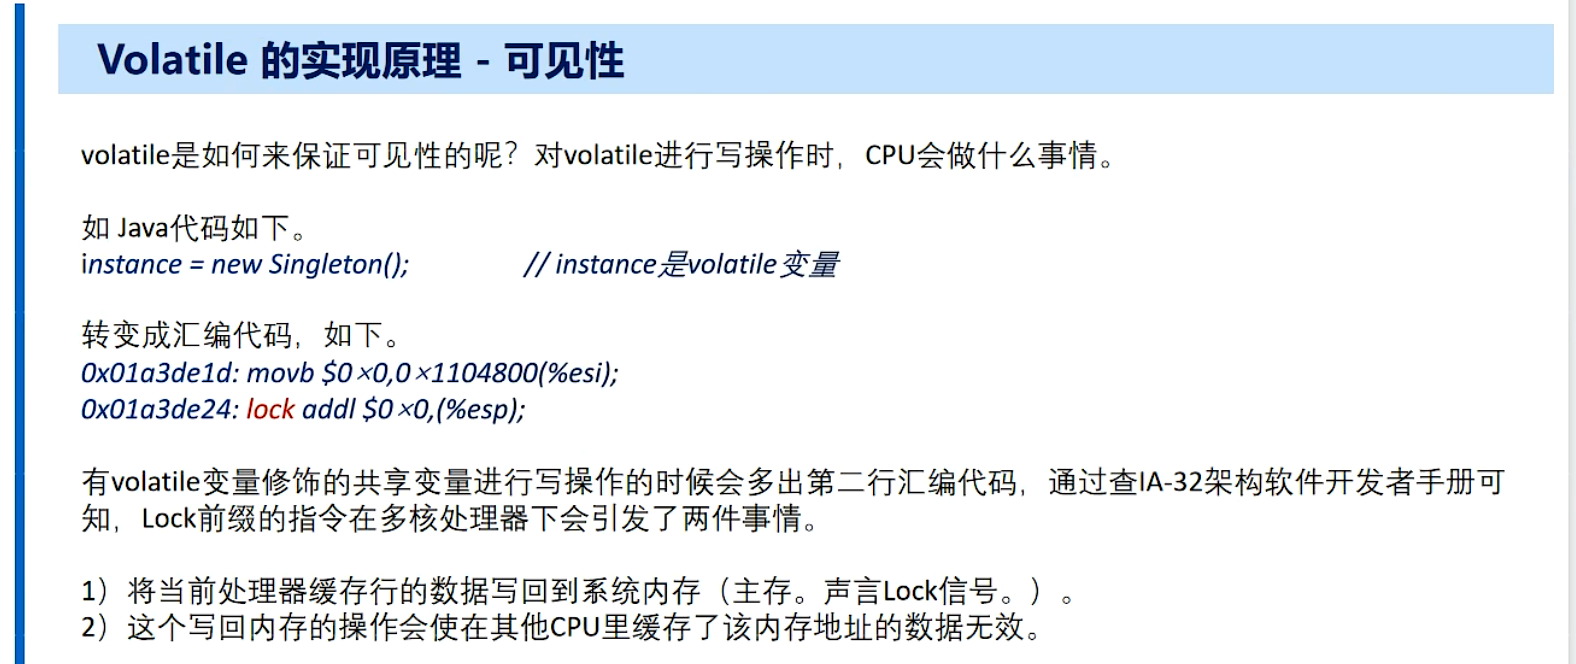 Volatile 的实现原理 - 可见性
volatile是如何来保证可见性的呢？对volatile进行写操作时，CPU会做什么事情。
如 Java代码如下。
instance = new Singleton(); // instance是volatile变量
转变成汇编代码，如下。
0x01a3de1d: movb $0×0,0×1104800(%esi);
0x01a3de24: lock addl $0×0,(%esp);
有volatile变量修饰的共享变量进行写操作的时候会多出第二行汇编代码，通过查IA-32架构软件开发者手册可
知，Lock前缀的指令在多核处理器下会引发了两件事情。
1）将当前处理器缓存行的数据写回到系统内存（主存。声言Lock信号。）。
2）这个写回内存的操作会使在其他CPU里缓存了该内存地址的数据无效。